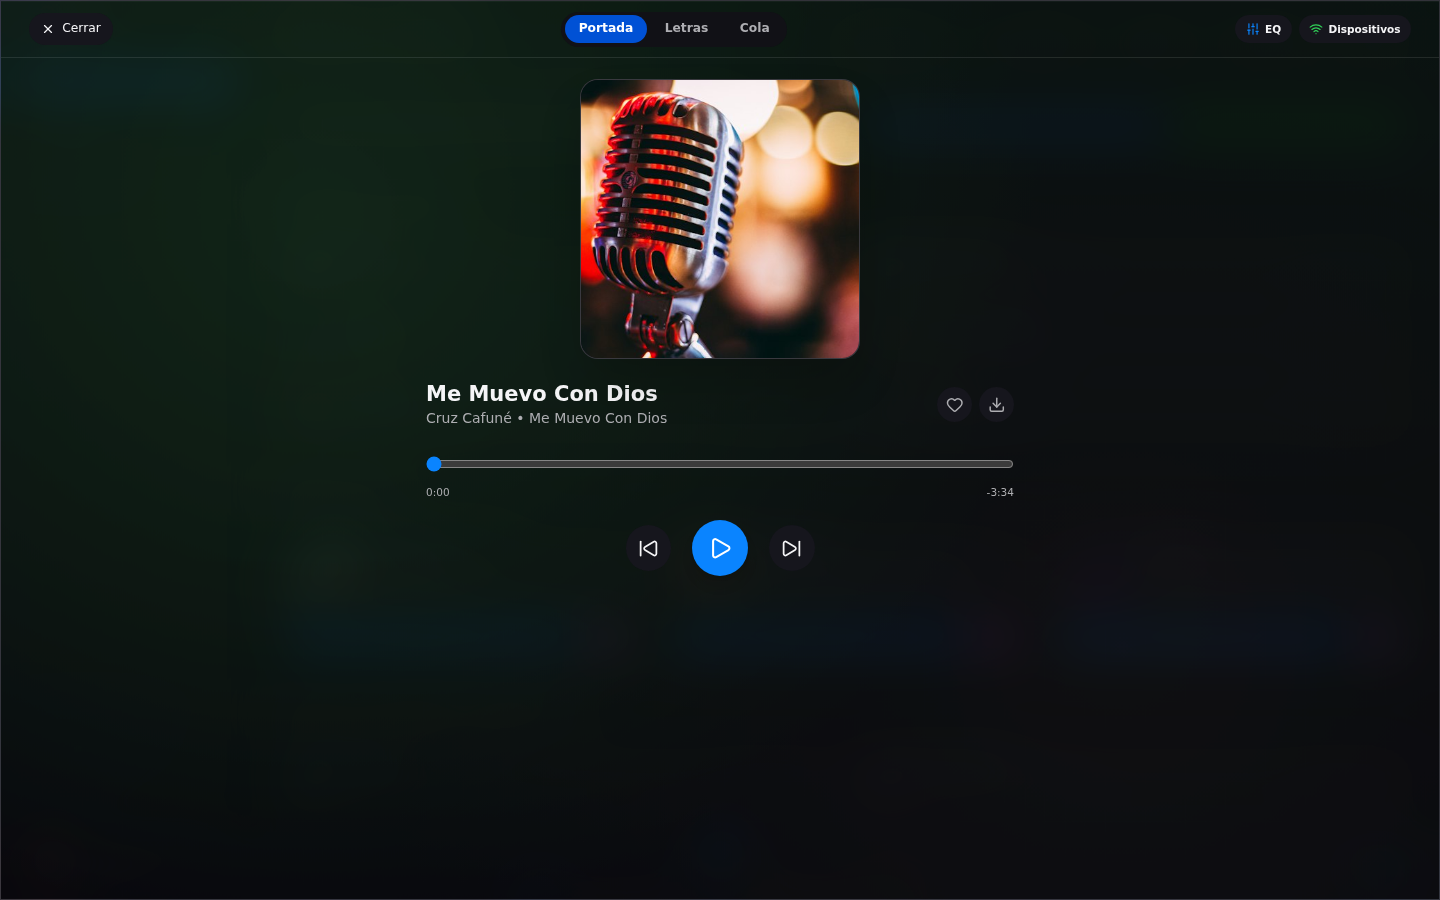 Cerrar
Portada
Letras
Cola
EQ
Dispositivos
Me Muevo Con Dios
Cruz Cafuné • Me Muevo Con Dios
0:00
-3:34